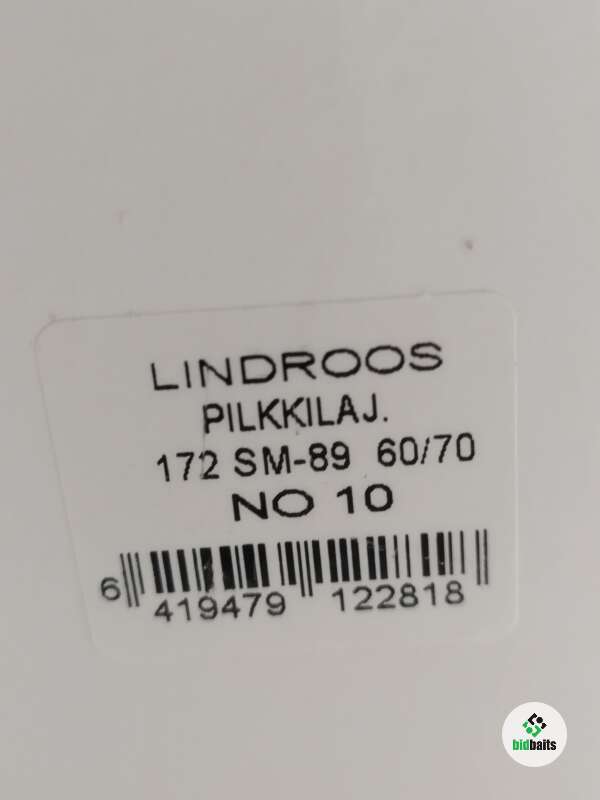 LINDROOS
PILKKILAJ.
172 SM-89 60/70
NO 10
6 419479 122818
bidbaits